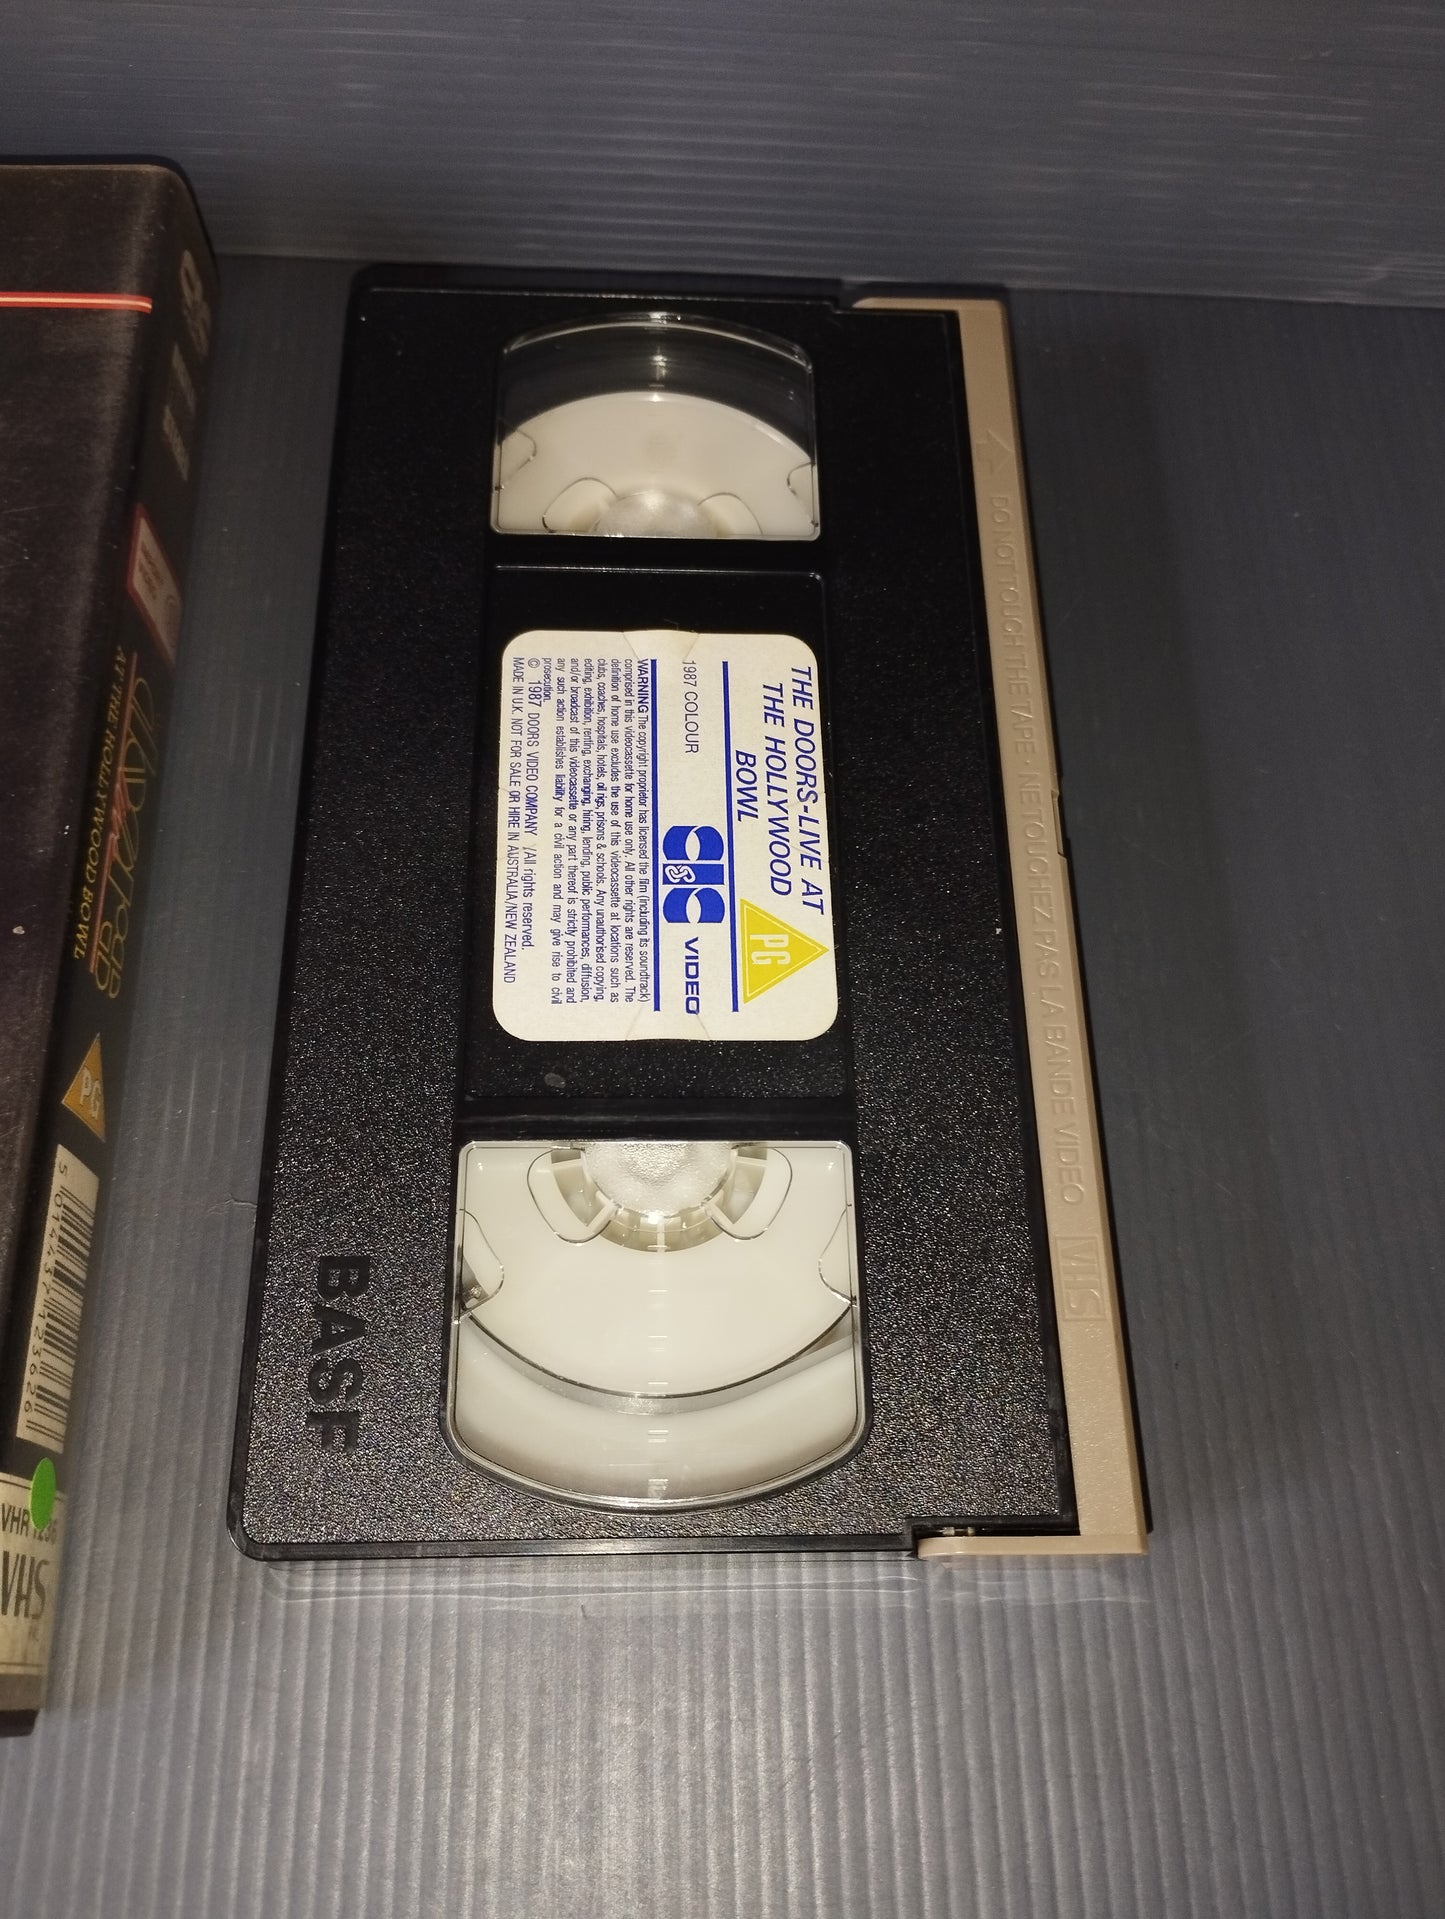 THE DOORS-LIVE AT
THE HOLLYWOOD
BOWL
PG
1987 COLOUR
CIC
VIDEO
WARNING The copyright proprietor has licensed the film (including its soundtrack)
comprised in this videocassette for home use only. All other rights are reserved. The
definition of home use excludes the use of this videocassette at locations such as
clubs, coaches, hospitals, hotels, oil rigs, prisons & schools. Any unauthorised copying,
editing, exhibition, renting, exchanging, hiring, lending, public performances, diffusion,
and/or broadcast of this videocassette or any part thereof is strictly prohibited and
any such action establishes liability for a civil action and may give rise to civil
prosecution.
© 1987 DOORS VIDEO COMPANY /All rights reserved.
MADE IN U.K. NOT FOR SALE OR HIRE IN AUSTRALIA/NEW ZEALAND
BASF
DO NOT TOUCH THE TAPE · NE TOUCHEZ PAS LA BANDE VIDEO
VHS
AT THE HOLLYWOOD BOWL
PG
5 014437 123626
VHR
VHS